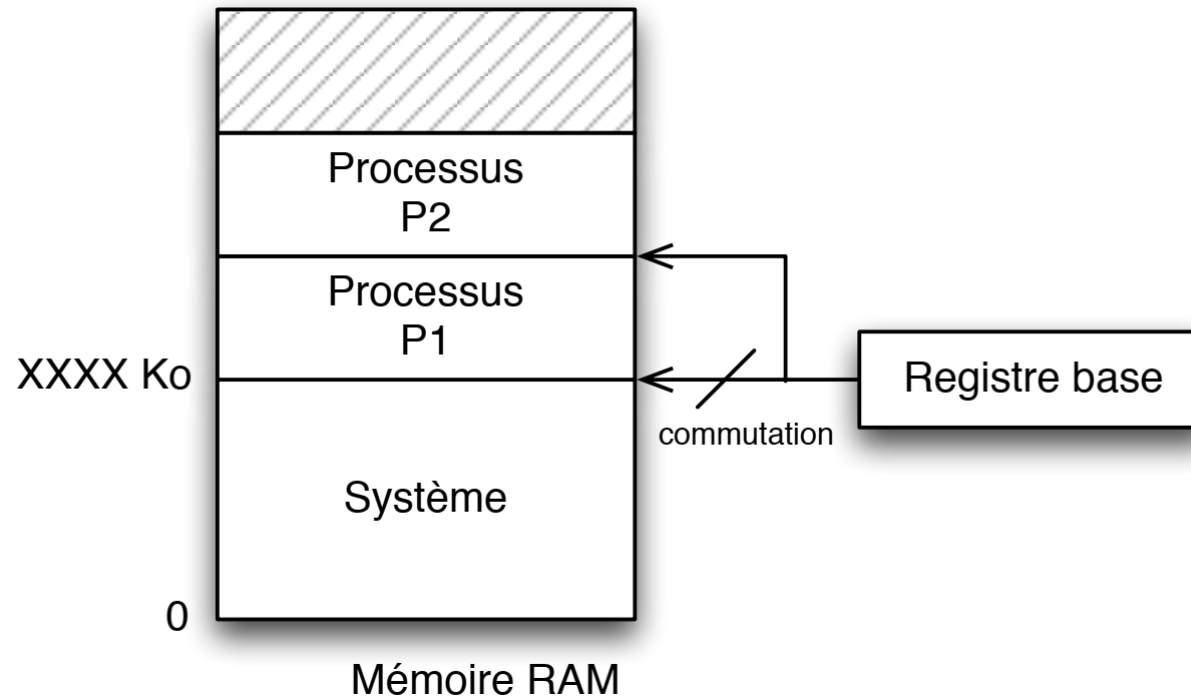 Processus
P2
Processus
P1
XXXX Ko
Registre base
commutation
Système
0
Mémoire RAM